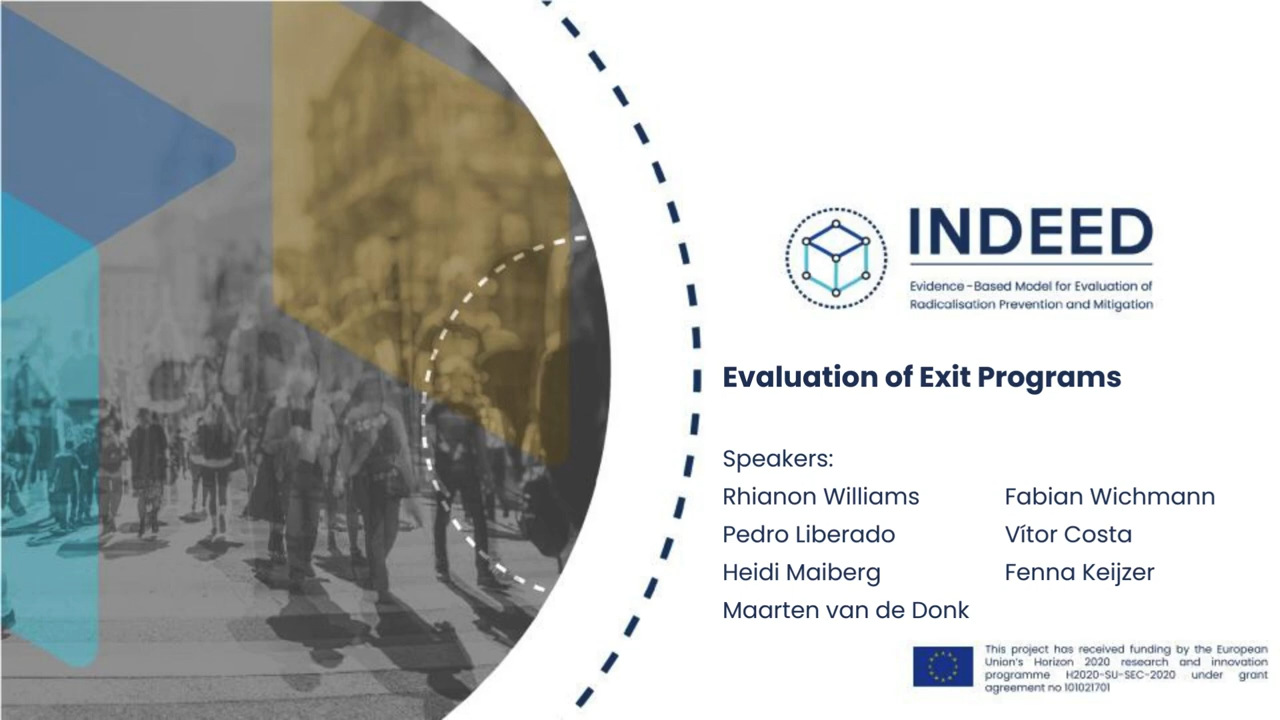 INDEED
Evidence-Based Model for Evaluation of
Radicalisation Prevention and Mitigation
Evaluation of Exit Programs
Speakers:
Rhianon Williams
Pedro Liberado
Heidi Maiberg
Maarten van de Donk
Fabian Wichmann
Vítor Costa
Fenna Keijzer
This project has received funding by the European
Union's Horizon 2020 research and innovation
programme H2020-SU-SEC-2020 under grant
agreement no 101021701